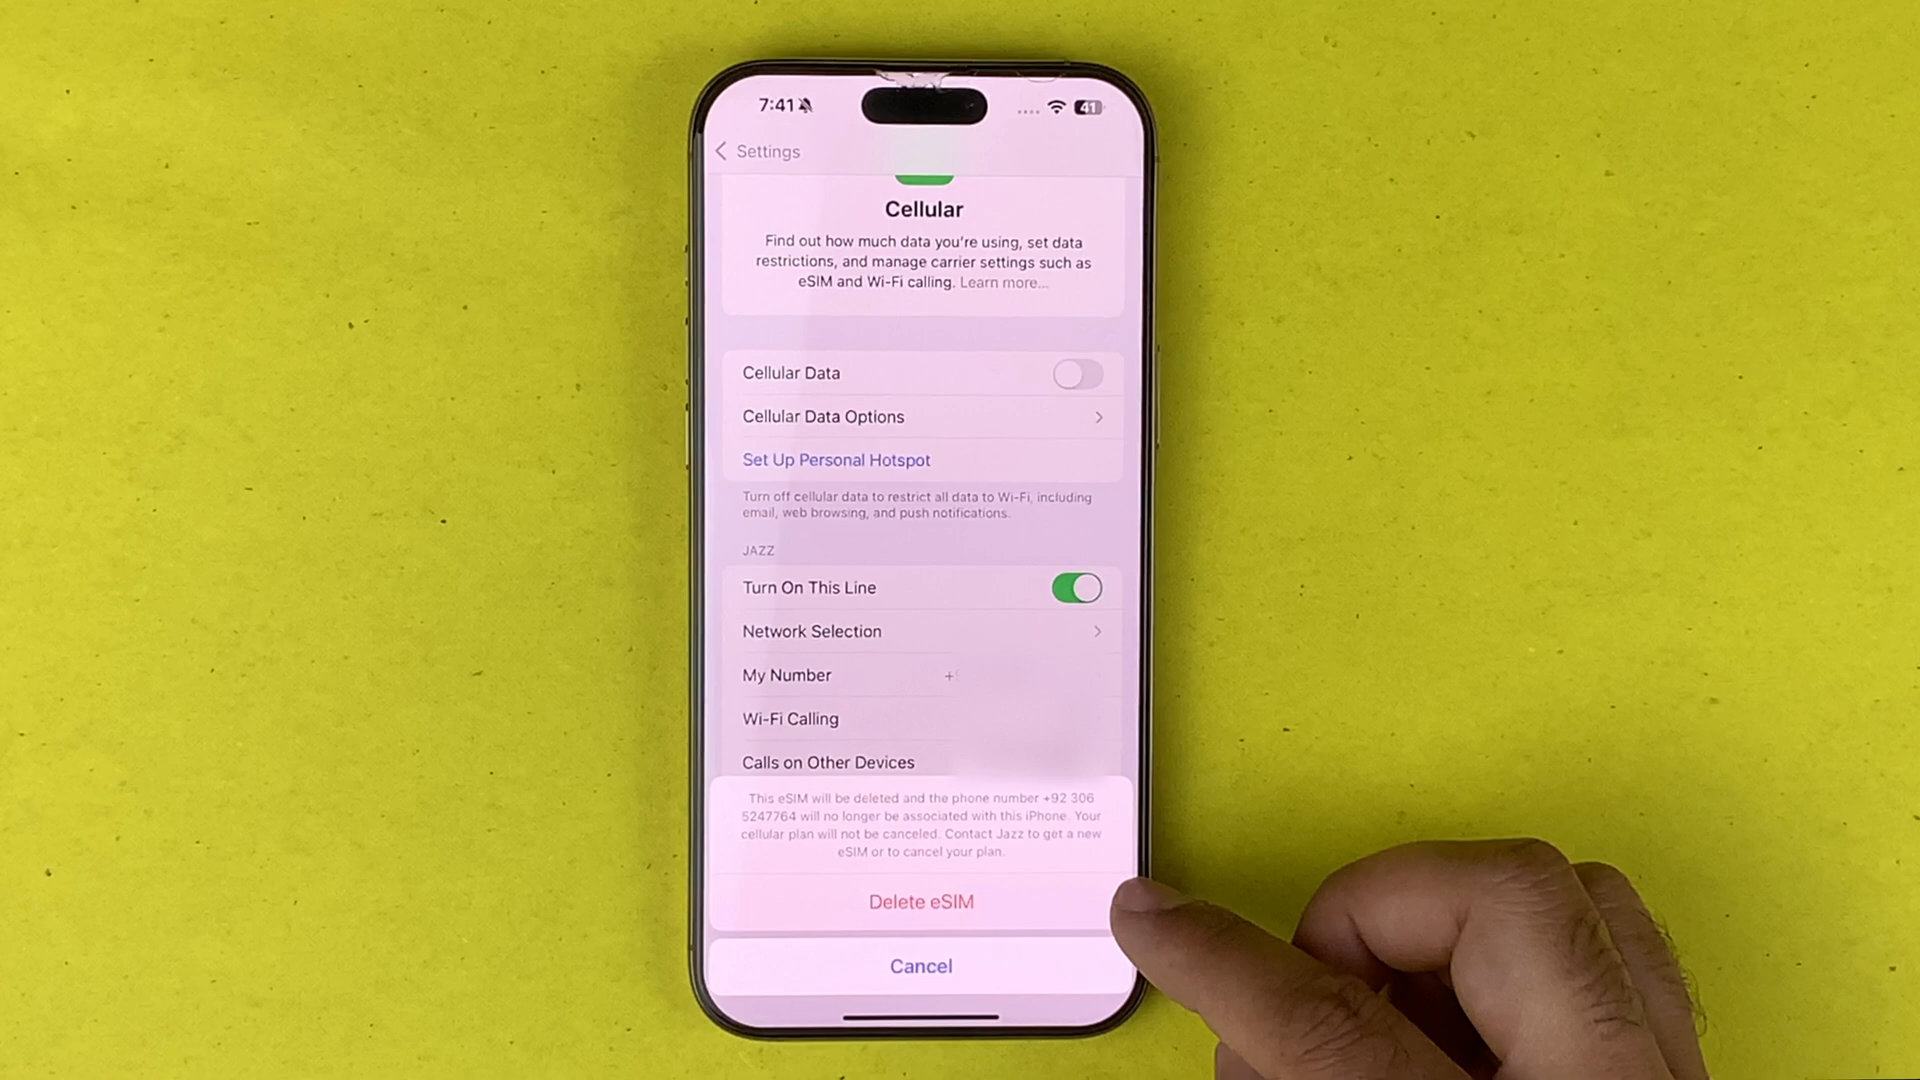 7:41
41
Settings
Cellular
Find out how much data you're using, set data
restrictions, and manage carrier settings such as
eSIM and Wi-Fi calling. Learn more...
Cellular Data
Cellular Data Options
Set Up Personal Hotspot
Turn off cellular data to restrict all data to Wi-Fi, including
email, web browsing, and push notifications.
JAZZ
Turn On This Line
Network Selection
My Number +
Wi-Fi Calling
Calls on Other Devices
This eSIM will be deleted and the phone number +92 306
5247764 will no longer be associated with this iPhone. Your
cellular plan will not be canceled. Contact Jazz to get a new
eSIM or to cancel your plan.
Delete eSIM
Cancel